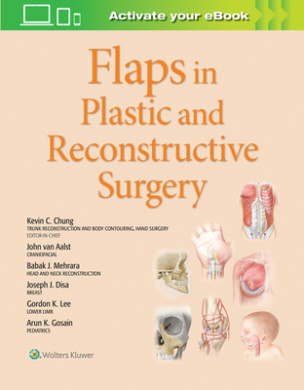 Activate your eBook
Flaps in
Plastic and
Reconstructive
Surgery
Kevin C. Chung
TRUNK RECONSTRUCTION AND BODY CONTOURING, HAND SURGERY
EDITOR-IN-CHIEF
John van Aalst
CRANIOFACIAL
Babak J. Mehrara
HEAD AND NECK RECONSTRUCTION
Joseph J. Disa
BREAST
Gordon K. Lee
LOWER LIMB
Arun K. Gosain
PEDIATRICS
Wolters Kluwer